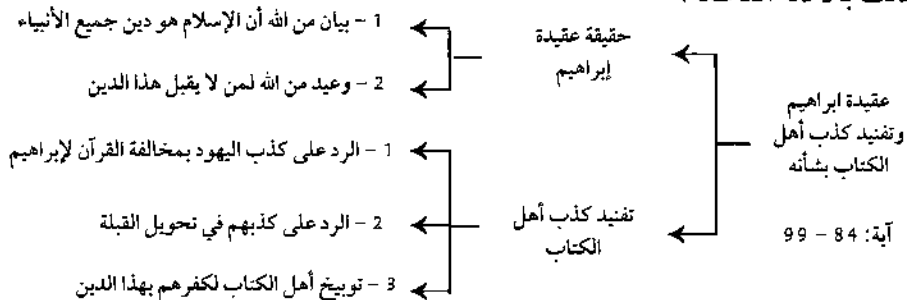 عقيدة ابراهيم
وتفنيد كذب أهل
الكتاب بشأنه
آية: 84 – 99
حقيقة عقيدة
إبراهيم
1 – بيان من الله أن الإسلام هو دين جميع الأنبياء
2 – وعيد من الله لمن لا يقبل هذا الدين
تفنيد كذب أهل
الكتاب
1 – الرد على كذب اليهود بمخالفة القرآن لإبراهيم
2 – الرد على كذبهم في تحويل القبلة
3 – توبيخ أهل الكتاب لكفرهم بهذا الدين